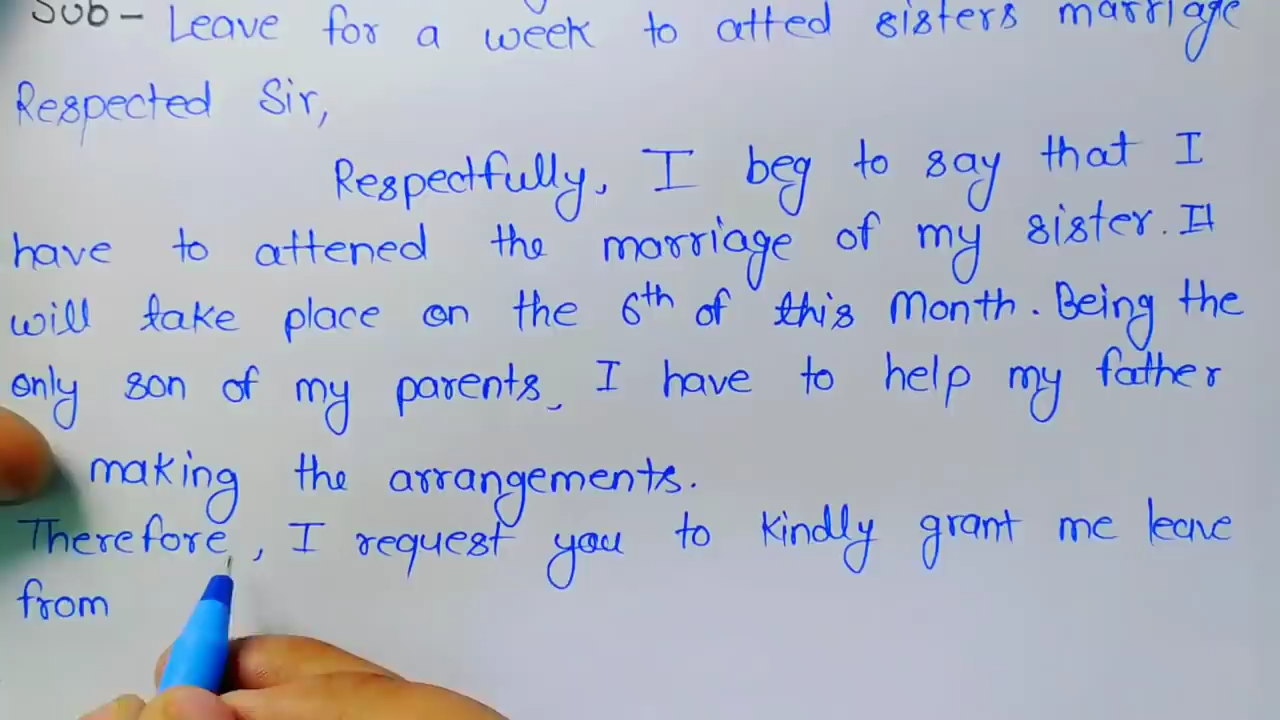 Sub - Leave for a week to atted sisters marriage
Respected Sir,
Respectfully, I beg to say that I
have to attened the marriage of my sister. It
will take place on the 6th of this Month. Being the
only son of my parents, I have to help my father
making the arrangements.
Therefore, I request you to kindly grant me leave
from